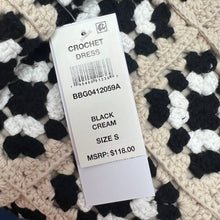 CROCHET
DRESS
BBG0412059A
BLACK
CREAM
SIZE S
MSRP: $118.00